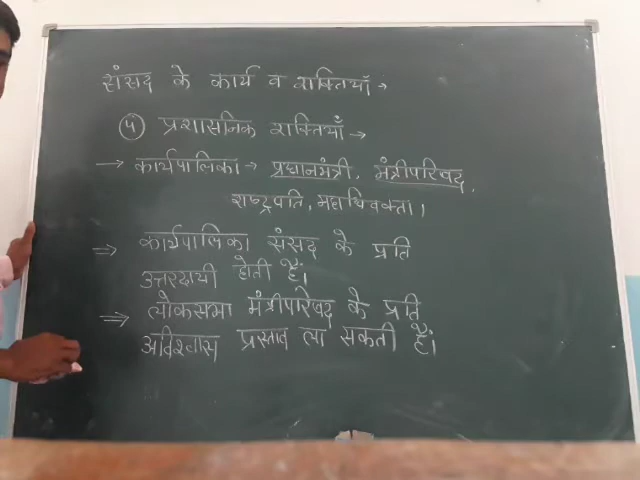 संसद के कार्य व शक्तियाँ →
५ प्रशासनिक शक्तियाँ →
→ कार्यपालिका → प्रधानमंत्री, मंत्रीपरिषद,
राष्ट्रपति, महाधिवक्ता।
⇒ कार्यपालिका संसद के प्रति
उत्तरदायी होती हैं।
⇒ लोकसभा मंत्रीपरिषद के प्रति
अविश्वास प्रस्ताव ला सकती हैं।